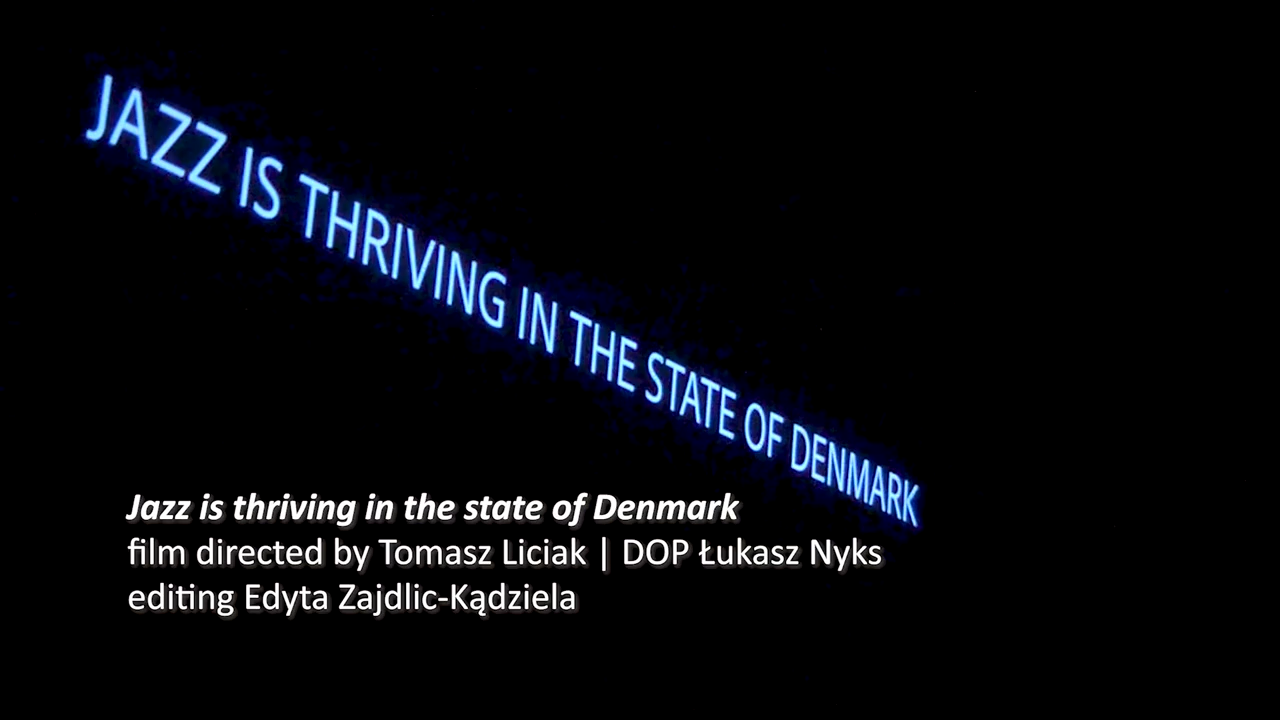 JAZZ IS THRIVING IN THE STATE OF DENMARK
Jazz is thriving in the state of Denmark
film directed by Tomasz Liciak | DOP Łukasz Nyks
editing Edyta Zajdlic-Kądziela